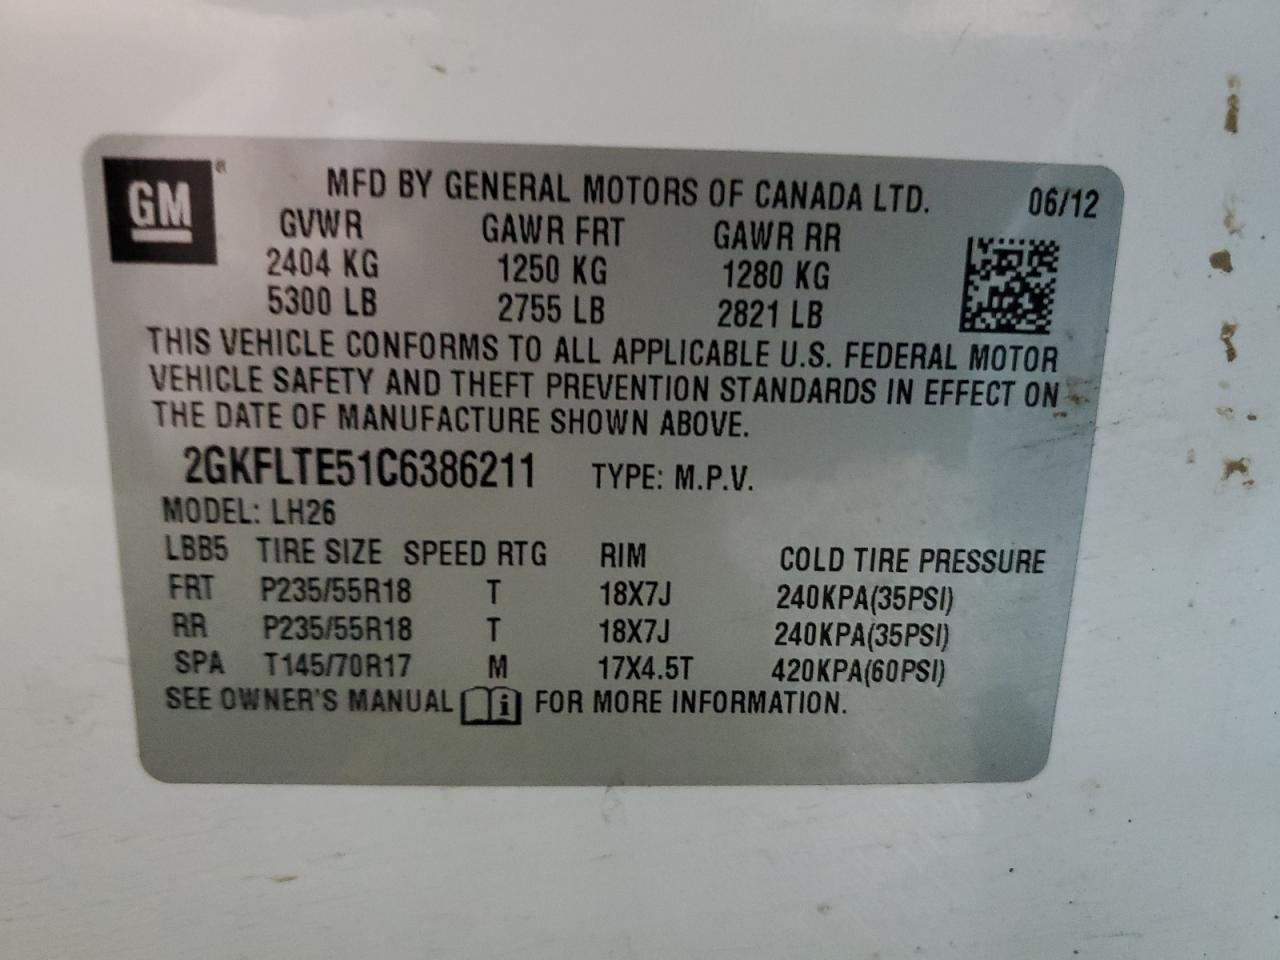 GM®
MFD BY GENERAL MOTORS OF CANADA LTD. 06/12
GVWR GAWR FRT GAWR RR
2404 KG 1250 KG 1280 KG
5300 LB 2755 LB 2821 LB
THIS VEHICLE CONFORMS TO ALL APPLICABLE U.S. FEDERAL MOTOR
VEHICLE SAFETY AND THEFT PREVENTION STANDARDS IN EFFECT ON
THE DATE OF MANUFACTURE SHOWN ABOVE.
2GKFLTE51C6386211 TYPE: M.P.V.
MODEL: LH26
LBB5 TIRE SIZE SPEED RTG RIM COLD TIRE PRESSURE
FRT P235/55R18 T 18X7J 240KPA(35PSI)
RR P235/55R18 T 18X7J 240KPA(35PSI)
SPA T145/70R17 M 17X4.5T 420KPA(60PSI)
SEE OWNER'S MANUAL i FOR MORE INFORMATION.